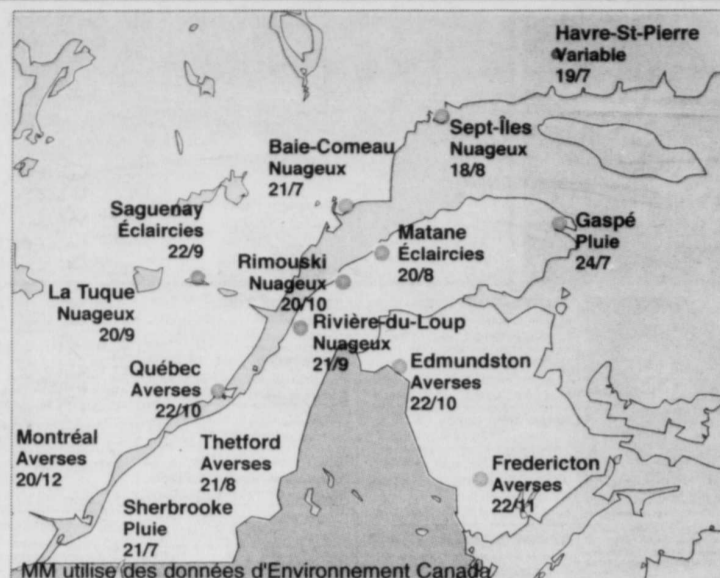 Havre-St-Pierre
Variable
19/7
Sept-Îles
Nuageux
18/8
Baie-Comeau
Nuageux
21/7
Saguenay
Éclaircies
22/9
Matane
Éclaircies
20/8
Gaspé
Pluie
24/7
Rimouski
Nuageux
20/10
La Tuque
Nuageux
20/9
Rivière-du-Loup
Nuageux
21/9
Québec
Averses
22/10
Edmundston
Averses
22/10
Montréal
Averses
20/12
Thetford
Averses
21/8
Fredericton
Averses
22/11
Sherbrooke
Pluie
21/7
MM utilise des données d'Environnement Canada